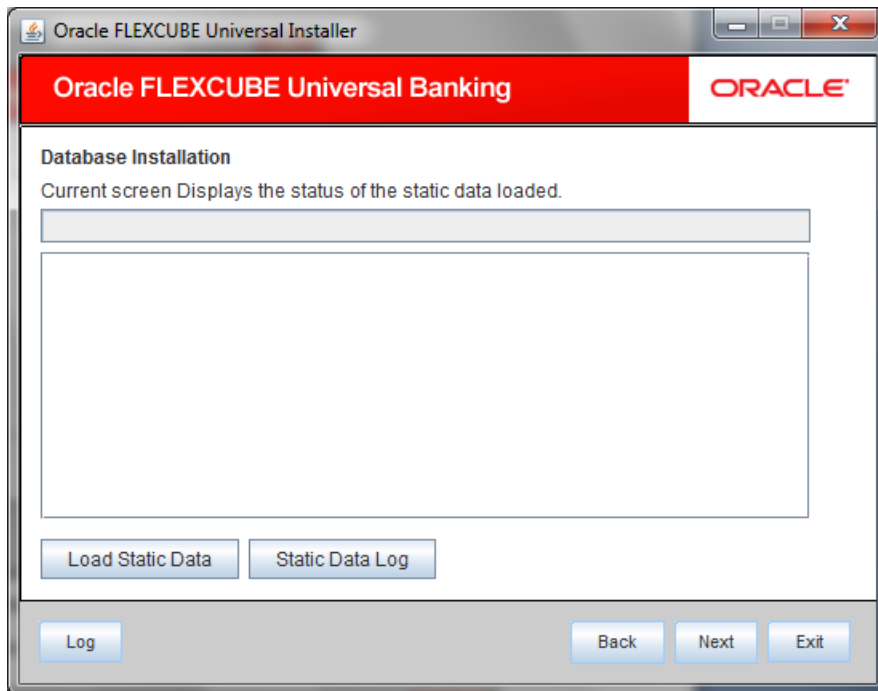 Oracle FLEXCUBE Universal Installer
Oracle FLEXCUBE Universal Banking
ORACLE
Database Installation
Current screen Displays the status of the static data loaded.
Load Static Data
Static Data Log
Log
Back
Next
Exit